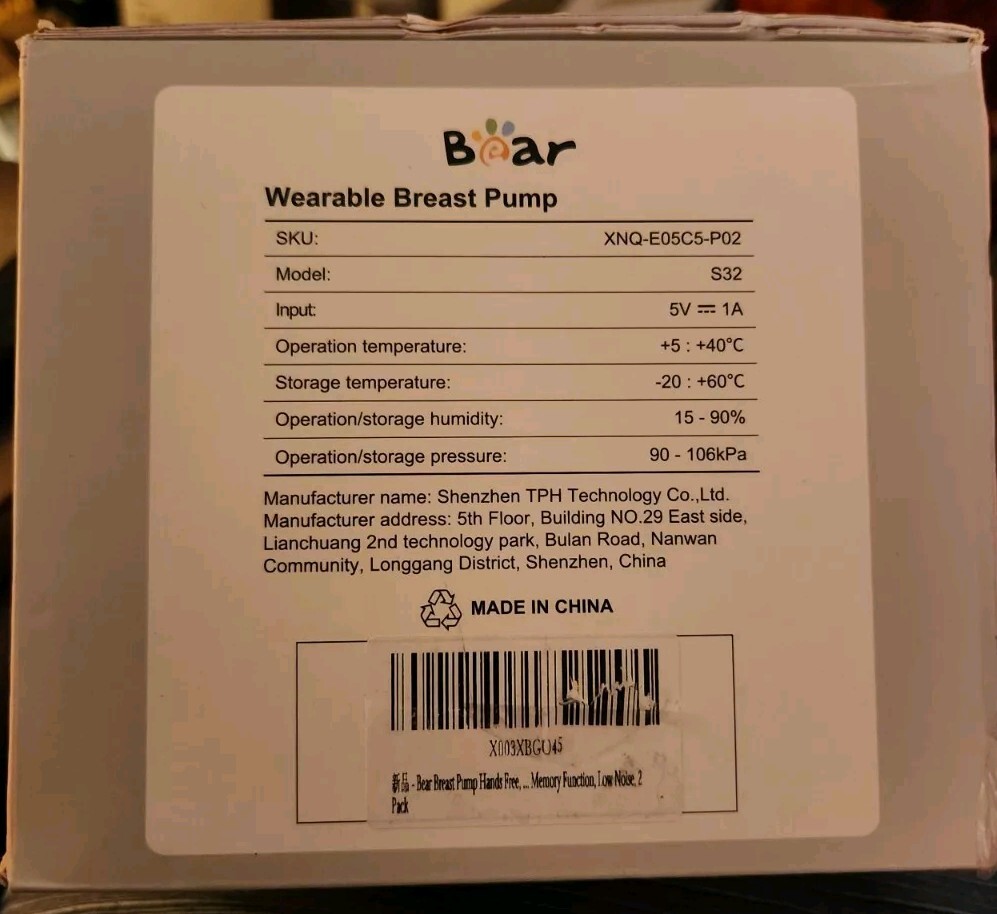 Bear
Wearable Breast Pump
SKU: XNQ-E05C5-P02
Model: S32
Input: 5V ⎓ 1A
Operation temperature: +5 : +40°C
Storage temperature: -20 : +60°C
Operation/storage humidity: 15 - 90%
Operation/storage pressure: 90 - 106kPa
Manufacturer name: Shenzhen TPH Technology Co.,Ltd.
Manufacturer address: 5th Floor, Building NO.29 East side,
Lianchuang 2nd technology park, Bulan Road, Nanwan
Community, Longgang District, Shenzhen, China
MADE IN CHINA
X003XBGU45
新品 - Bear Breast Pump Hands Free, ... Memory Function, Low Noise, 2
Pack